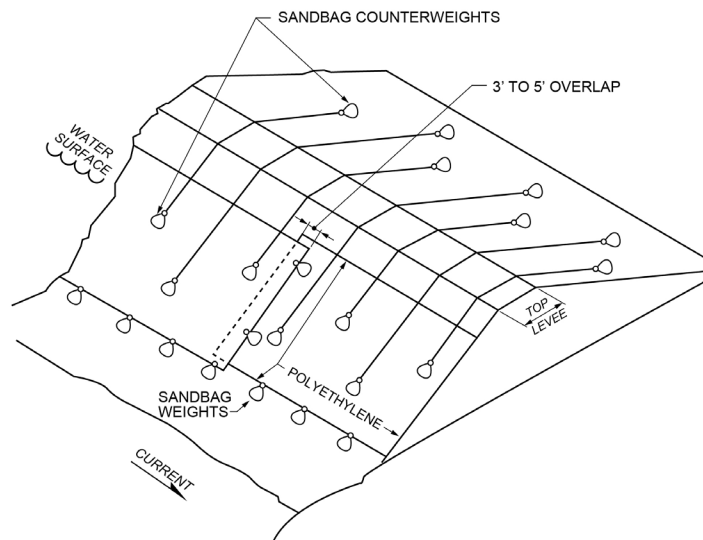 SANDBAG COUNTERWEIGHTS
3' TO 5' OVERLAP
WATER
SURFACE
TOP
LEVEE
POLYETHYLENE
SANDBAG
WEIGHTS
CURRENT